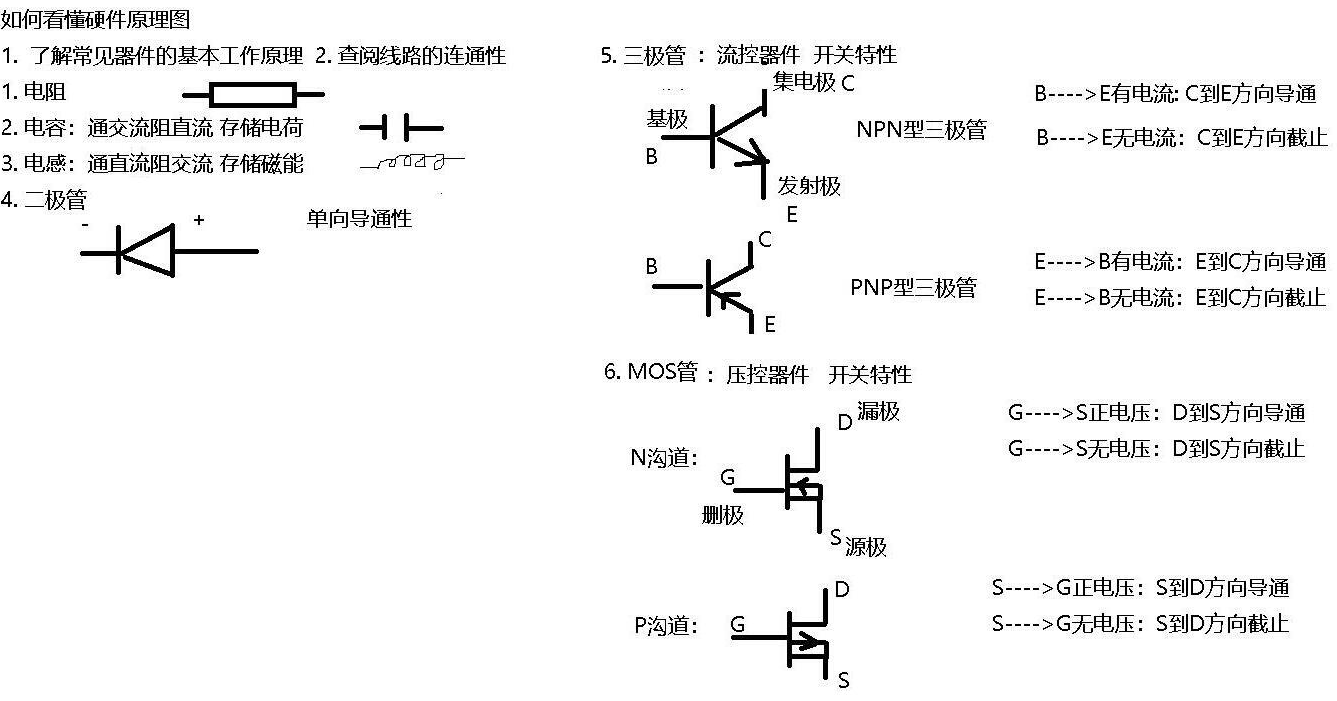 如何看懂硬件原理图
1. 了解常见器件的基本工作原理 2. 查阅线路的连通性
1. 电阻
2. 电容：通交流阻直流 存储电荷
3. 电感：通直流阻交流 存储磁能
4. 二极管
- +
单向导通性
5. 三极管 ：流控器件 开关特性
集电极 C
基极
B
NPN型三极管
发射极
E
B---->E有电流: C到E方向导通
B---->E无电流：C到E方向截止
C
B
PNP型三极管
E
E---->B有电流：E到C方向导通
E---->B无电流：E到C方向截止
6. MOS管 ：压控器件 开关特性
D 漏极
N沟道：
G
删极
S 源极
G---->S正电压：D到S方向导通
G---->S无电压：D到S方向截止
D
P沟道： G
S
S---->G正电压：S到D方向导通
S---->G无电压：S到D方向截止